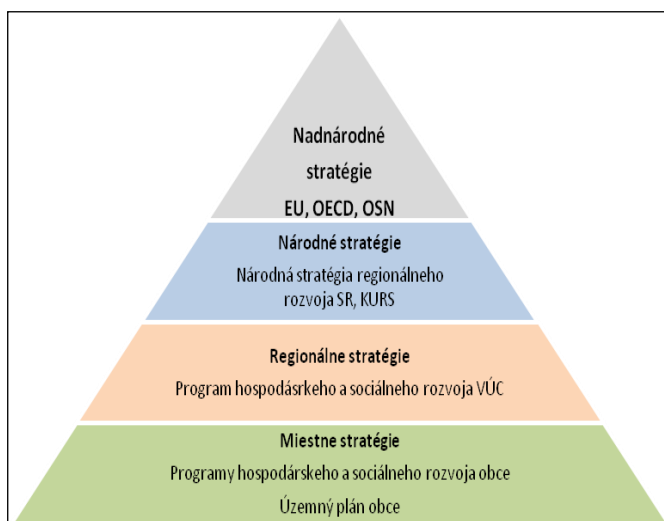 Nadnárodné
stratégie
EU, OECD, OSN
Národné stratégie
Národná stratégia regionálneho
rozvoja SR, KURS
Regionálne stratégie
Program hospodásrkeho a sociálneho rozvoja VÚC
Miestne stratégie
Programy hospodárskeho a sociálneho rozvoja obce
Územný plán obce